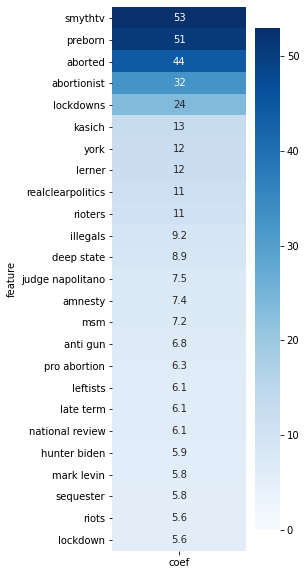 smythtv 53
preborn 51
aborted 44
abortionist 32
lockdowns 24
kasich 13
york 12
lerner 12
realclearpolitics 11
rioters 11
illegals 9.2
deep state 8.9
judge napolitano 7.5
amnesty 7.4
msm 7.2
anti gun 6.8
pro abortion 6.3
leftists 6.1
late term 6.1
national review 6.1
hunter biden 5.9
mark levin 5.8
sequester 5.8
riots 5.6
lockdown 5.6
coef
feature
50
40
30
20
10
0